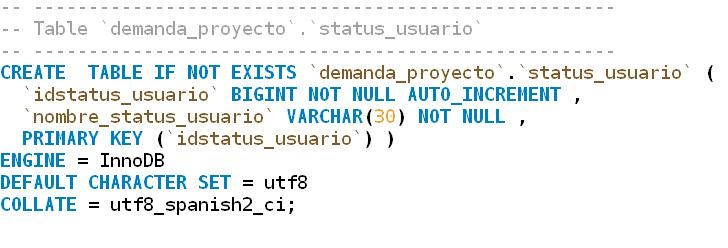 -- -----------------------------------------------------
-- Table `demanda_proyecto`.`status_usuario`
-- -----------------------------------------------------
CREATE  TABLE IF NOT EXISTS `demanda_proyecto`.`status_usuario` (
  `idstatus_usuario` BIGINT NOT NULL AUTO_INCREMENT ,
  `nombre_status_usuario` VARCHAR(30) NOT NULL ,
  PRIMARY KEY (`idstatus_usuario`) )
ENGINE = InnoDB
DEFAULT CHARACTER SET = utf8
COLLATE = utf8_spanish2_ci;